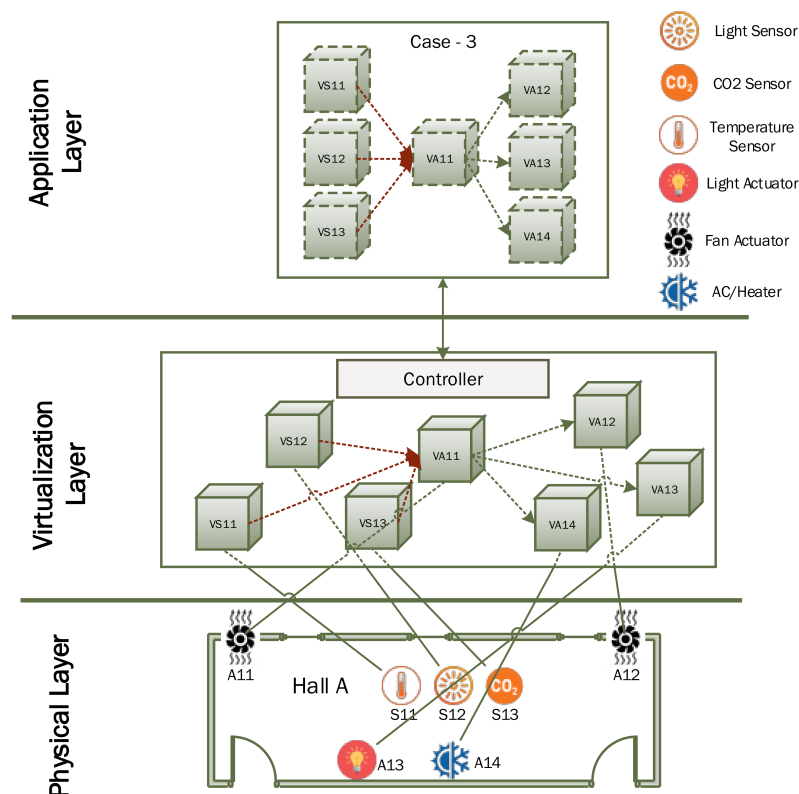 Case - 3
VS11
VS12
VS13
VA11
VA12
VA13
VA14
Light Sensor
CO₂
CO2 Sensor
Temperature
Sensor
Light Actuator
Fan Actuator
AC/Heater
Application
Layer
Controller
VS12
VA11
VA12
VS11
VS13
VA14
VA13
Virtualization
Layer
A11
A12
Hall A
CO₂
S11
S12
S13
A13
A14
Physical Layer